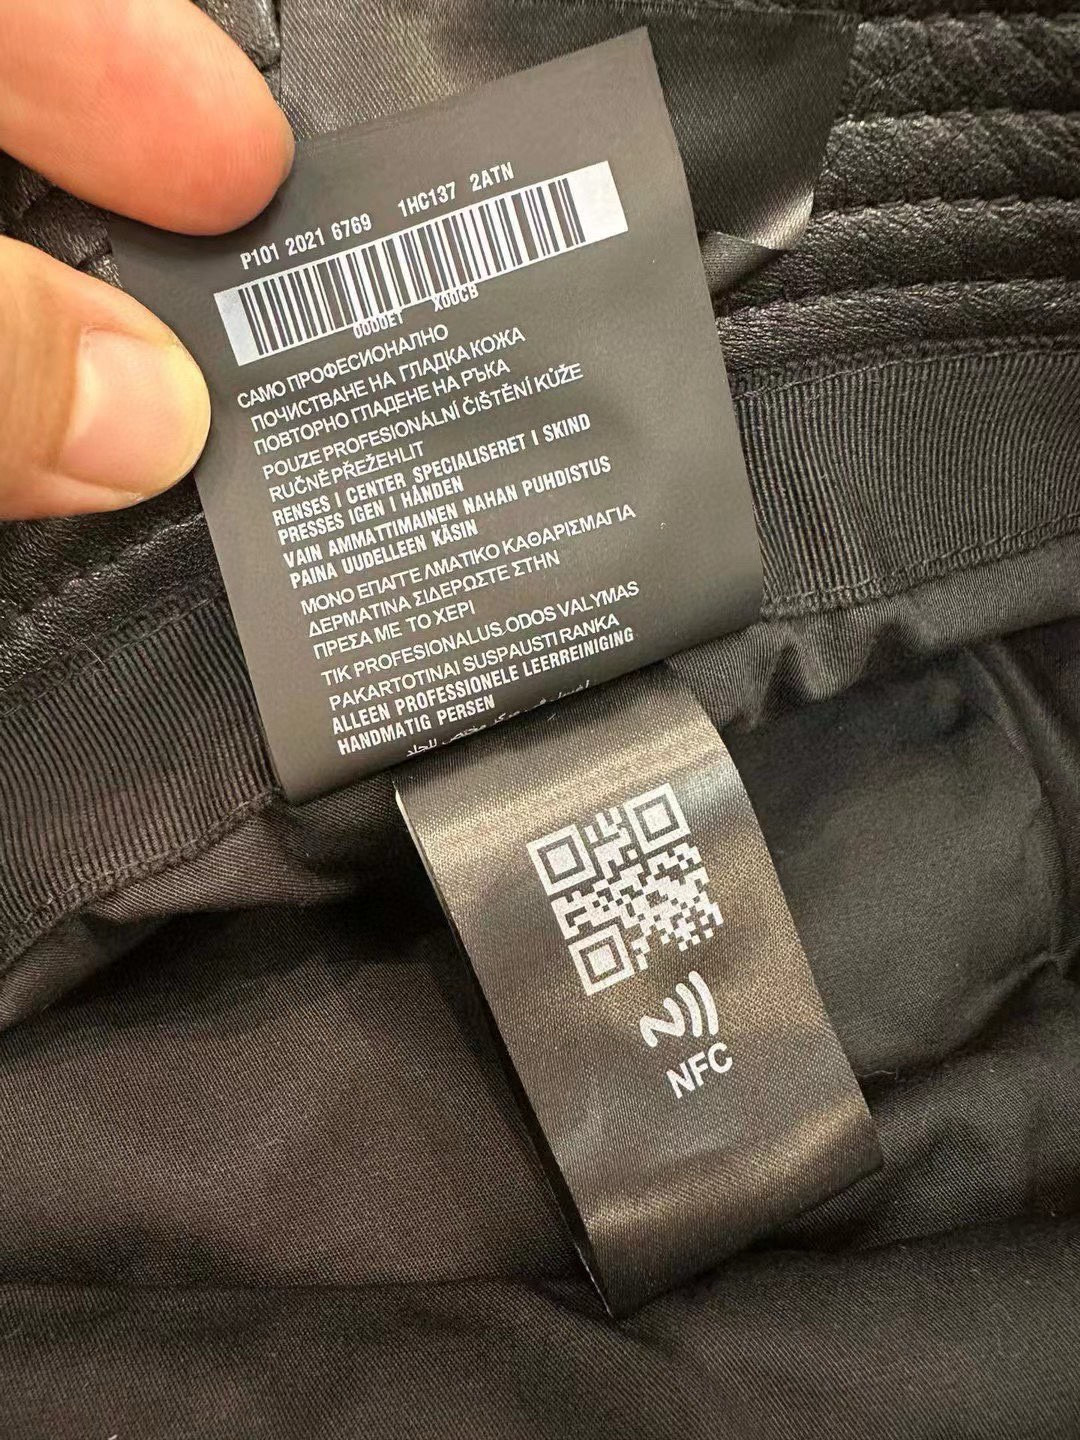 P101 2021 6769 1HC137 2ATN
0000E1 X00CB
САМО ПРОФЕСИОНАЛНО
ПОЧИСТВАНЕ НА ГЛАДКА КОЖА
ПОВТОРНО ГЛАДЕНЕ НА РЪКА
POUZE PROFESIONÁLNÍ ČIŠTĚNÍ KŮŽE
RUČNĚ PŘEŽEHLIT
RENSES I CENTER SPECIALISERET I SKIND
PRESSES IGEN I HÅNDEN
VAIN AMMATTIMAINEN NAHAN PUHDISTUS
PAINA UUDELLEEN KÄSIN
ΜΟΝΟ ΕΠΑΓΓΕΛΜΑΤΙΚΟ ΚΑΘΑΡΙΣΜΑΓΙΑ
ΔΕΡΜΑΤΙΝΑ ΣΙΔΕΡΩΣΤΕ ΣΤΗΝ
ΠΡΕΣΑ ΜΕ ΤΟ ΧΕΡΙ
TIK PROFESIONALUS.ODOS VALYMAS
PAKARTOTINAI SUSPAUSTI RANKA
ALLEEN PROFESSIONELE LEERREINIGING
HANDMATIG PERSEN
NFC